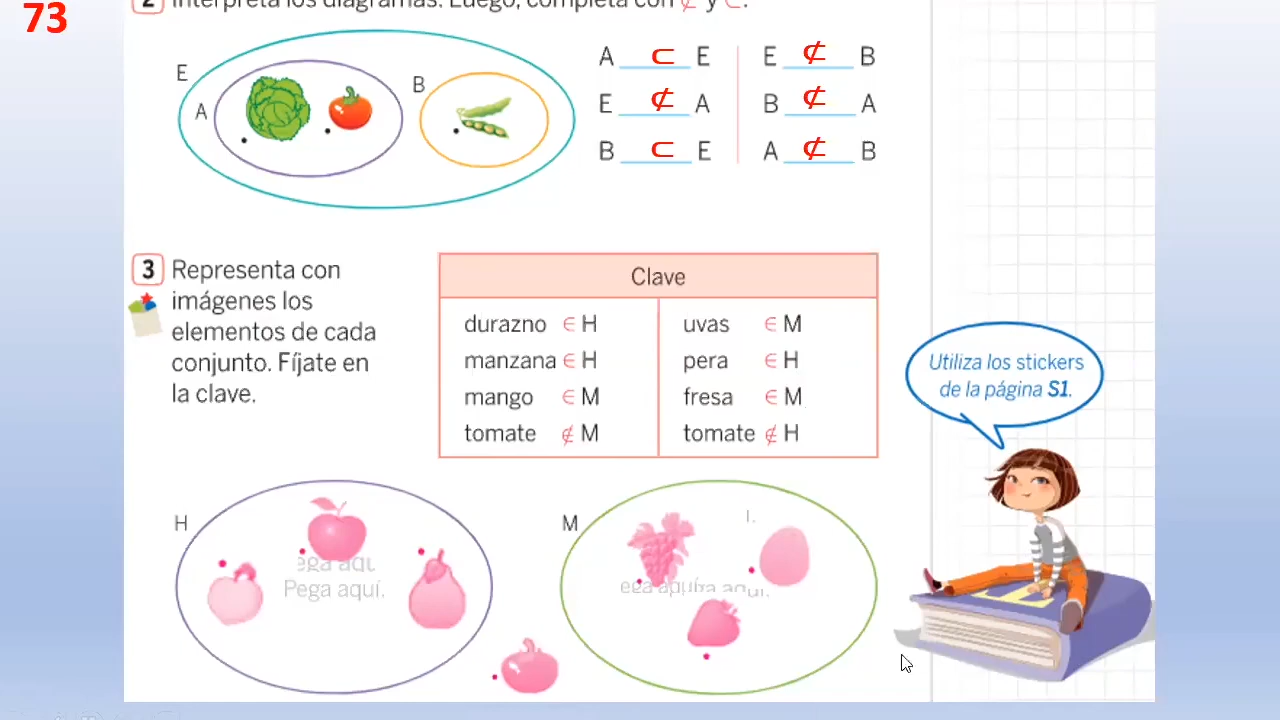 73
2 Interpreta los diagramas. Luego, completa con ⊄ y ⊂.
E
A
B
A ⊂ E
E ⊄ A
B ⊂ E
E ⊄ B
B ⊄ A
A ⊄ B
3 Representa con
imágenes los
elementos de cada
conjunto. Fíjate en
la clave.
Clave
durazno ∈ H
manzana ∈ H
mango ∈ M
tomate ∉ M
uvas ∈ M
pera ∈ H
fresa ∈ M
tomate ∉ H
Utiliza los stickers
de la página S1.
H
Pega aquí.
M